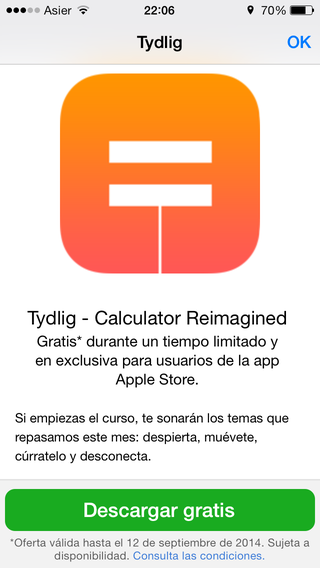 Asier 22:06 70%
Tydlig OK
Tydlig - Calculator Reimagined
Gratis* durante un tiempo limitado y
en exclusiva para usuarios de la app
Apple Store.
Si empiezas el curso, te sonarán los temas que
repasamos este mes: despierta, muévete,
cúrratelo y desconecta.
Descargar gratis
*Oferta válida hasta el 12 de septiembre de 2014. Sujeta a
disponibilidad. Consulta las condiciones.